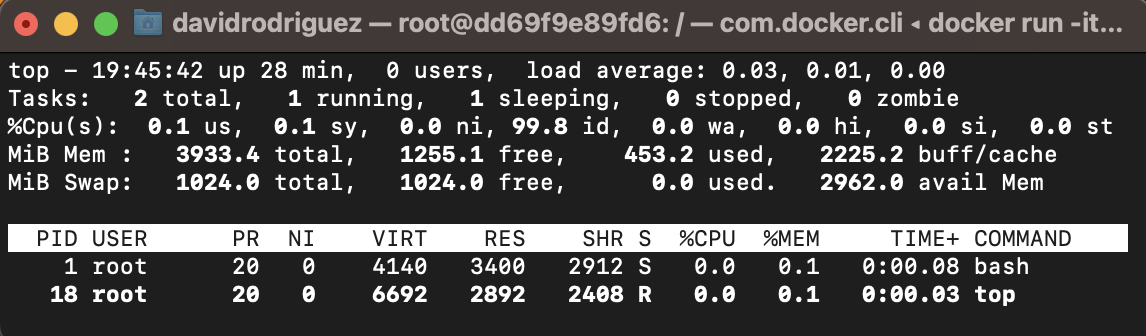 davidrodriguez — root@dd69f9e89fd6: / — com.docker.cli ◂ docker run -it...
top - 19:45:42 up 28 min,  0 users,  load average: 0.03, 0.01, 0.00
Tasks:   2 total,   1 running,   1 sleeping,   0 stopped,   0 zombie
%Cpu(s):  0.1 us,  0.1 sy,  0.0 ni, 99.8 id,  0.0 wa,  0.0 hi,  0.0 si,  0.0 st
MiB Mem :   3933.4 total,   1255.1 free,    453.2 used,   2225.2 buff/cache
MiB Swap:   1024.0 total,   1024.0 free,      0.0 used.   2962.0 avail Mem
PID USER      PR  NI    VIRT    RES    SHR S  %CPU  %MEM     TIME+ COMMAND
1 root      20   0    4140   3400   2912 S   0.0   0.1   0:00.08 bash
18 root      20   0    6692   2892   2408 R   0.0   0.1   0:00.03 top